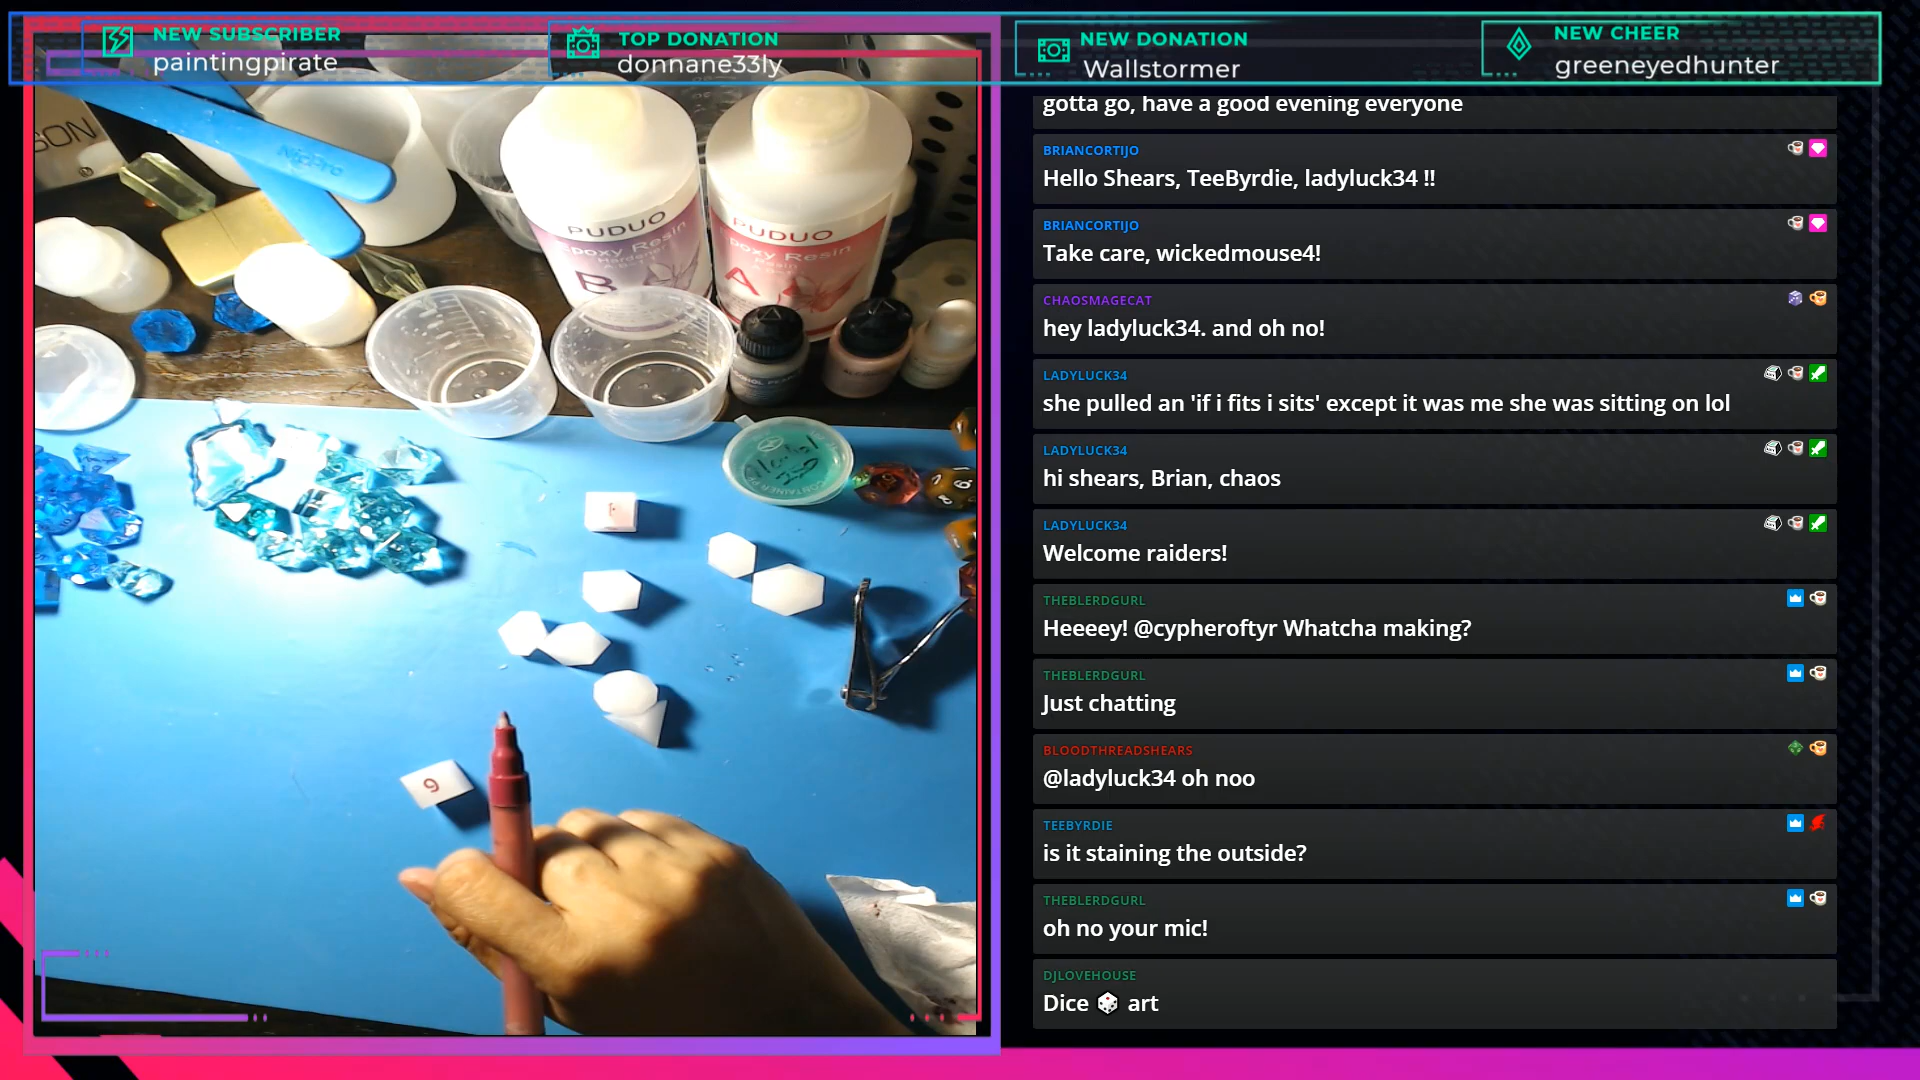 NEW SUBSCRIBER
paintingpirate
TOP DONATION
donnane33ly
NEW DONATION
Wallstormer
NEW CHEER
greeneyedhunter
SON
PUDUO
Epoxy Resin
B
PUDUO
Epoxy Resin
Resin
A
9
gotta go, have a good evening everyone
BRIANCORTIJO
Hello Shears, TeeByrdie, ladyluck34 !!
BRIANCORTIJO
Take care, wickedmouse4!
CHAOSMAGECAT
hey ladyluck34. and oh no!
LADYLUCK34
she pulled an 'if i fits i sits' except it was me she was sitting on lol
LADYLUCK34
hi shears, Brian, chaos
LADYLUCK34
Welcome raiders!
THEBLERDGURL
Heeeey! @cypheroftyr Whatcha making?
THEBLERDGURL
Just chatting
BLOODTHREADSHEARS
@ladyluck34 oh noo
TEEBYRDIE
is it staining the outside?
THEBLERDGURL
oh no your mic!
DJLOVEHOUSE
Dice 🎲 art